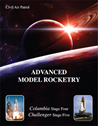 Civil Air Patrol
ADVANCED
MODEL ROCKETRY
Columbia Stage Four
Challenger Stage Five